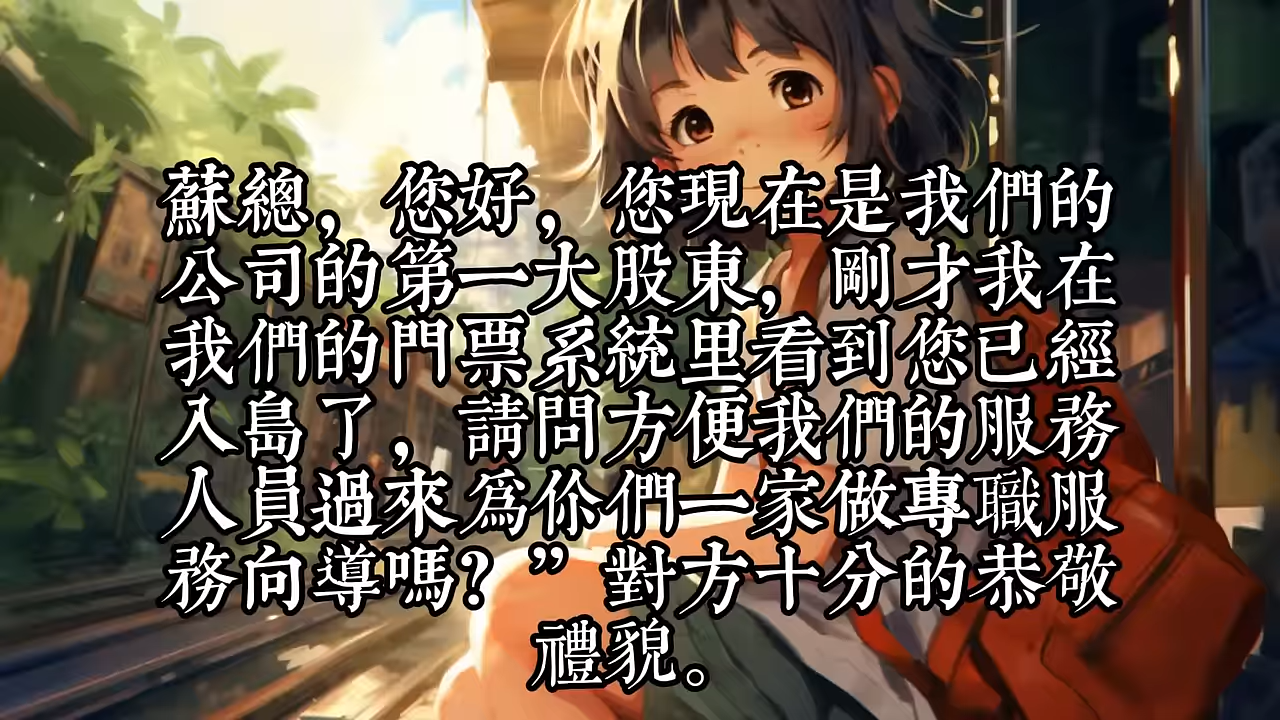 蘇總，您好，您現在是我們的
公司的第一大股東，剛才我在
我們的門票系統里看到您已經
入島了，請問方便我們的服務
人員過來爲你們一家做專職服
務向導嗎？”對方十分的恭敬
禮貌。